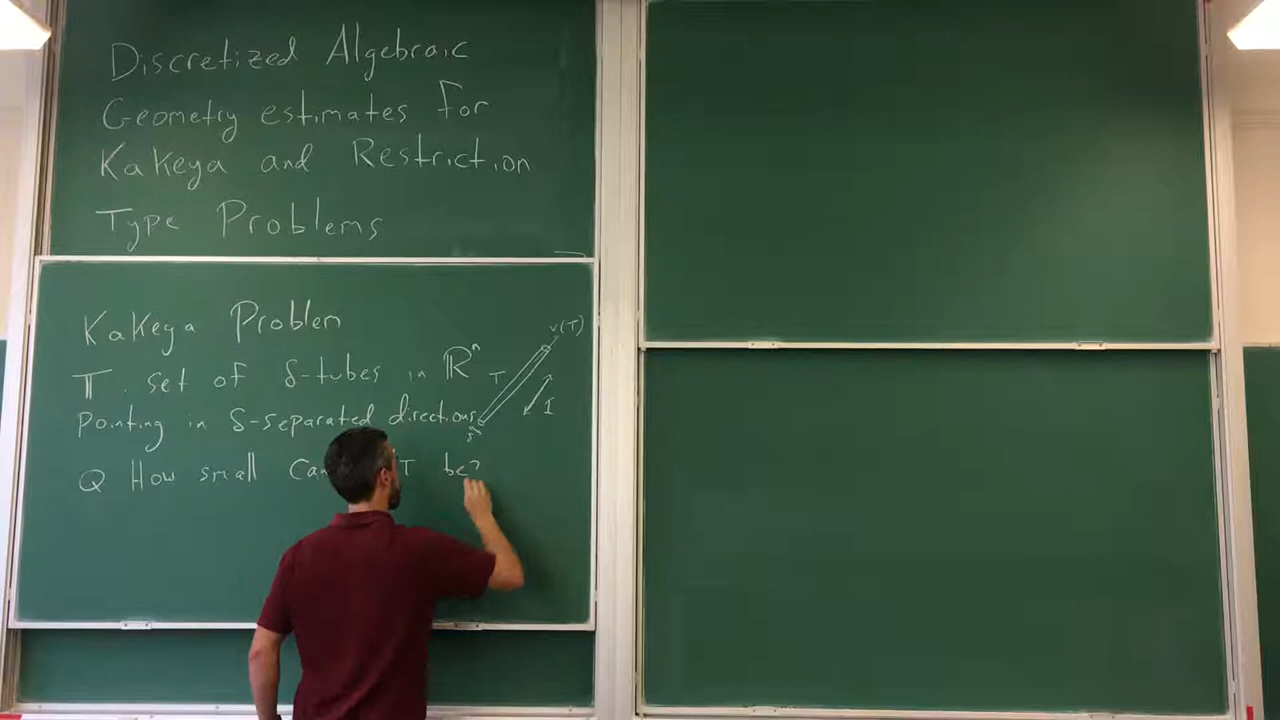 Discretized Algebraic
Geometry estimates for
Kakeya and Restriction
Type Problems
Kakeya Problem
𝕋. set of δ-tubes in ℝⁿ
pointing in δ-separated directions
Q How small be?
v(T)
T
1
δ